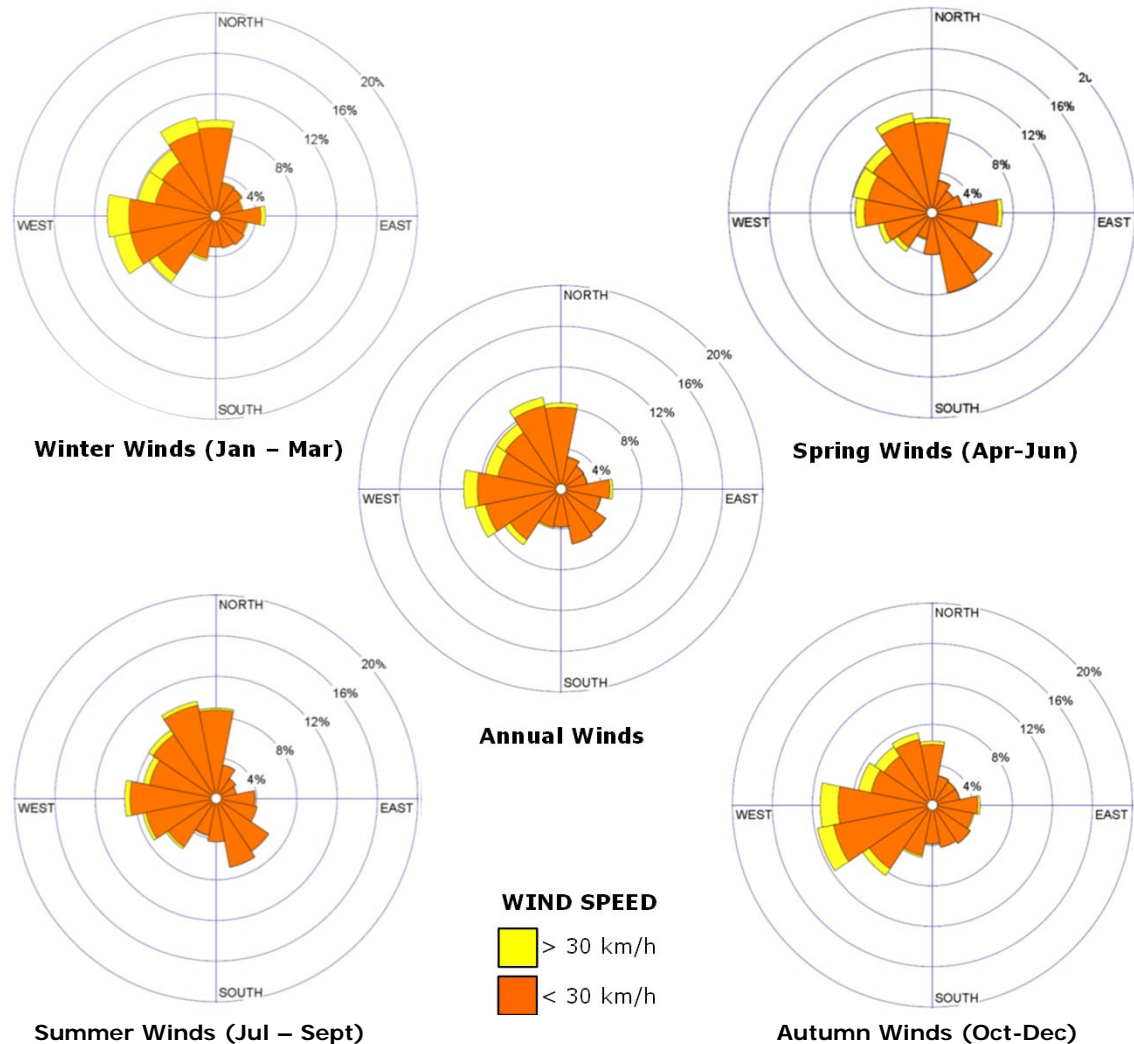 NORTH
20%
16%
12%
8%
4%
WEST
EAST
SOUTH
Winter Winds (Jan – Mar)
NORTH
16%
12%
8%
4%
WEST
EAST
SOUTH
Spring Winds (Apr-Jun)
NORTH
20%
16%
12%
8%
4%
WEST
EAST
SOUTH
Annual Winds
NORTH
20%
16%
12%
8%
4%
WEST
EAST
SOUTH
Summer Winds (Jul – Sept)
NORTH
20%
16%
12%
8%
4%
WEST
EAST
SOUTH
Autumn Winds (Oct-Dec)
WIND SPEED
> 30 km/h
< 30 km/h